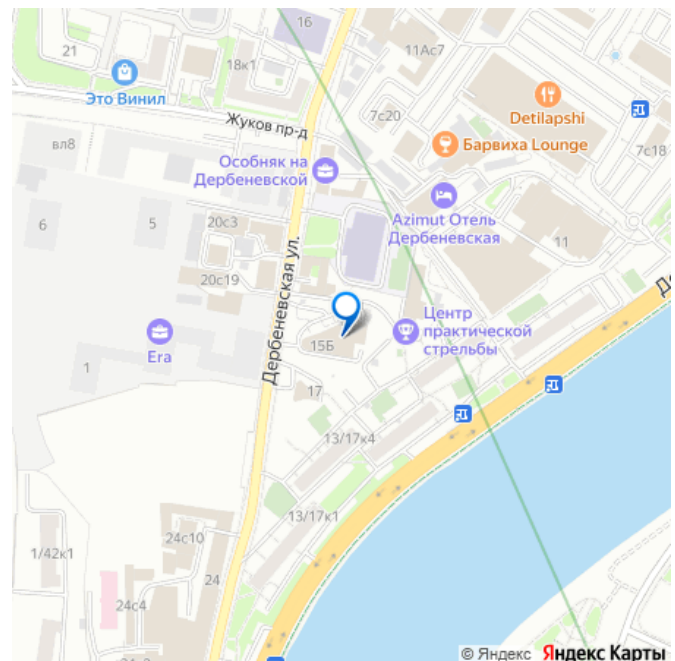 16
21
18к1
11Ас7
Это Винил
Detilapshi
7с20
Жуков пр-д
Барвиха Lounge
7с18
вл8
Особняк на
Дербеневской
Azimut Отель
Дербеневская
6
5
20с3
11
20с19
Дербеневская ул.
Центр
практической
стрельбы
Era
15Б
1
17
13/17к4
13/17к1
24с10
1/42к1
24
24с4
© Яндекс Яндекс Карты